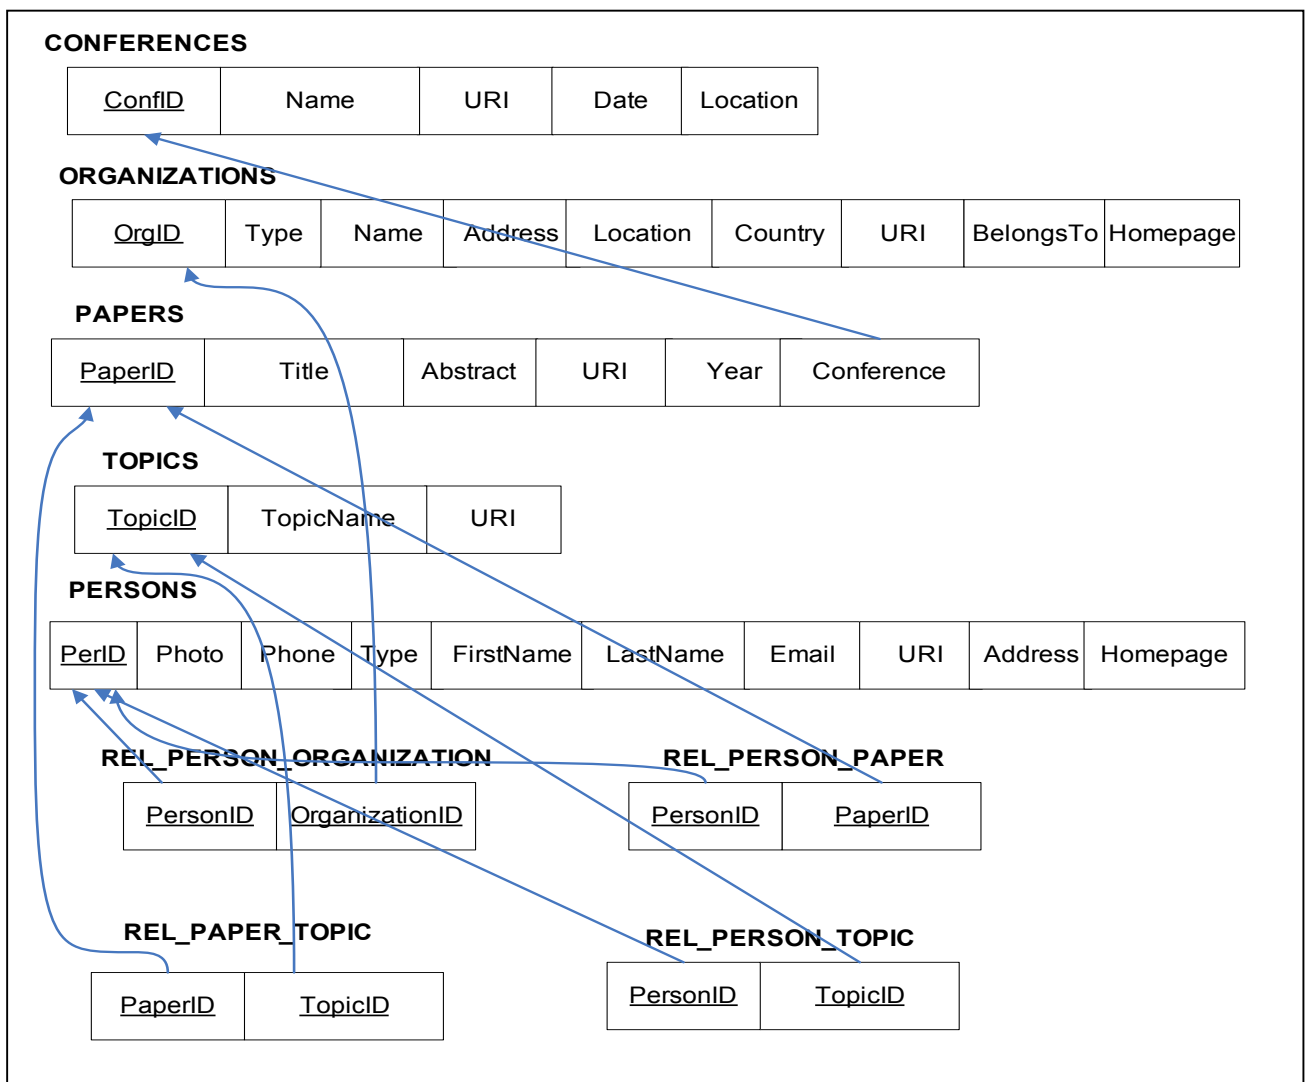 CONFERENCES
ConfID Name URI Date Location
ORGANIZATIONS
OrgID Type Name Address Location Country URI BelongsTo Homepage
PAPERS
PaperID Title Abstract URI Year Conference
TOPICS
TopicID TopicName URI
PERSONS
PerID Photo Phone Type FirstName LastName Email URI Address Homepage
REL_PERSON_ORGANIZATION REL_PERSON_PAPER
PersonID OrganizationID PersonID PaperID
REL_PAPER_TOPIC REL_PERSON_TOPIC
PaperID TopicID PersonID TopicID